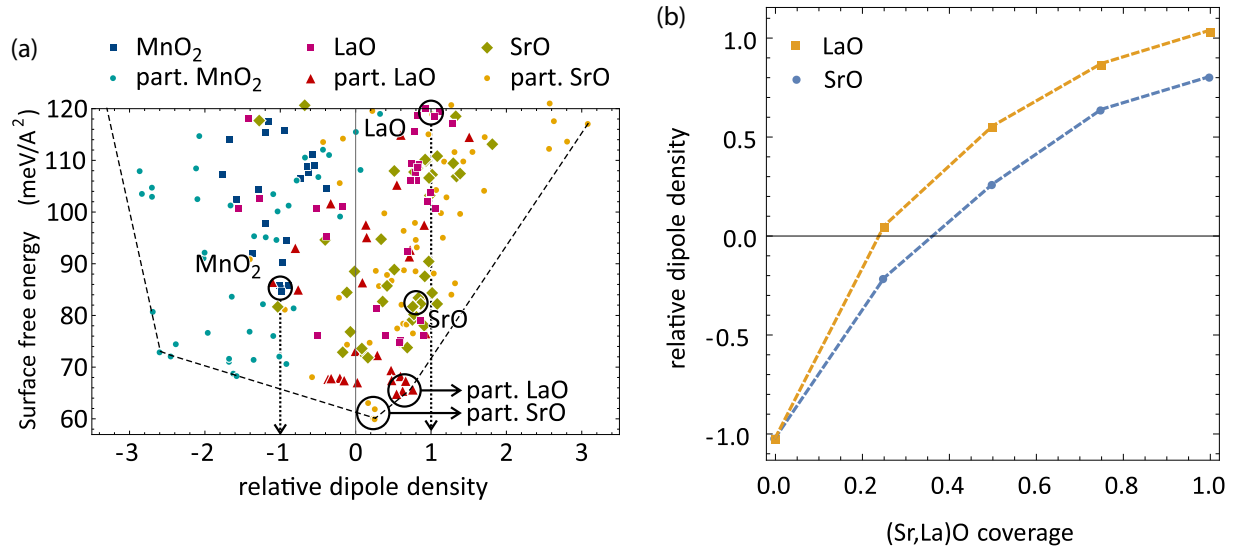 (a)
MnO2
LaO
SrO
part. MnO2
part. LaO
part. SrO
Surface free energy (meV/A^2)
120
110
100
90
80
70
60
LaO
MnO2
SrO
part. LaO
part. SrO
-3
-2
-1
0
1
2
3
relative dipole density
(b)
LaO
SrO
relative dipole density
1.0
0.5
0.0
-0.5
-1.0
0.0
0.2
0.4
0.6
0.8
1.0
(Sr,La)O coverage